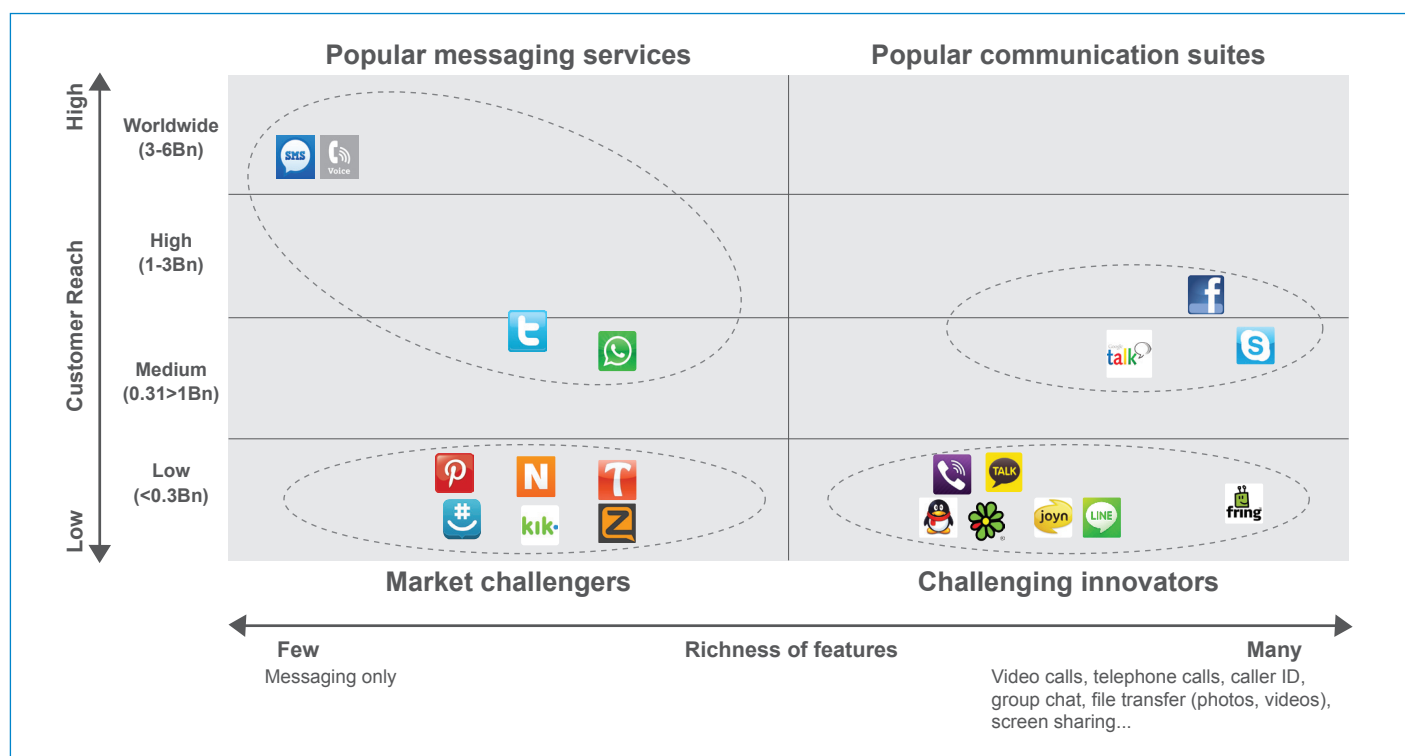 Popular messaging services
Popular communication suites
High
Customer Reach
Low
Worldwide
(3-6Bn)
High
(1-3Bn)
Medium
(0.31>1Bn)
Low
(<0.3Bn)
SMS
Voice
t
f
Google
talk
S
P
N
T
#
kik
Z
TALK
joyn
LINE
fring
Market challengers
Challenging innovators
Few
Messaging only
Richness of features
Many
Video calls, telephone calls, caller ID,
group chat, file transfer (photos, videos),
screen sharing...